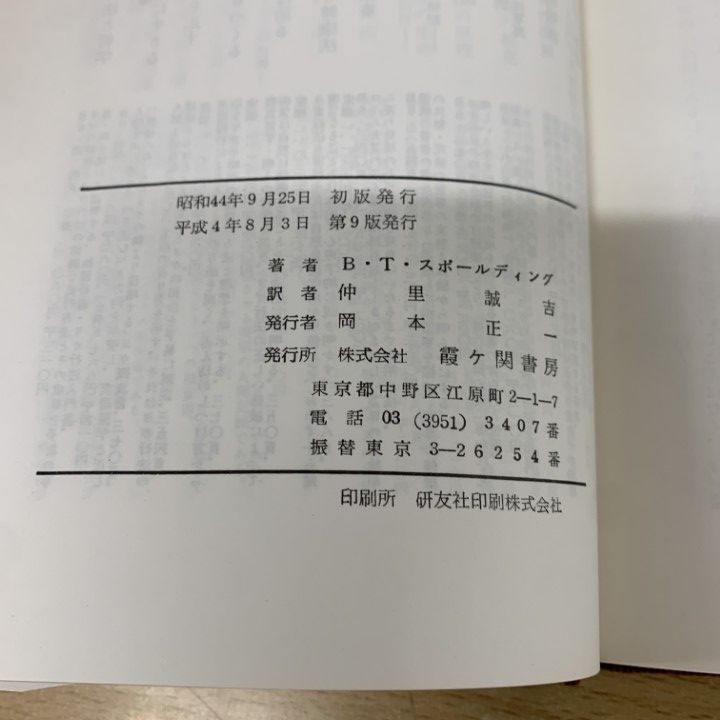 昭和44年9月25日 初版発行
平成4年8月3日 第9版発行
著者 B・T・スポールディング
訳者 仲里誠吉
発行者 岡本正一
発行所 株式会社 霞ケ関書房
東京都中野区江原町2―1―7
電話 03 (3951) 3407番
振替東京 3―26254番
印刷所 研友社印刷株式会社